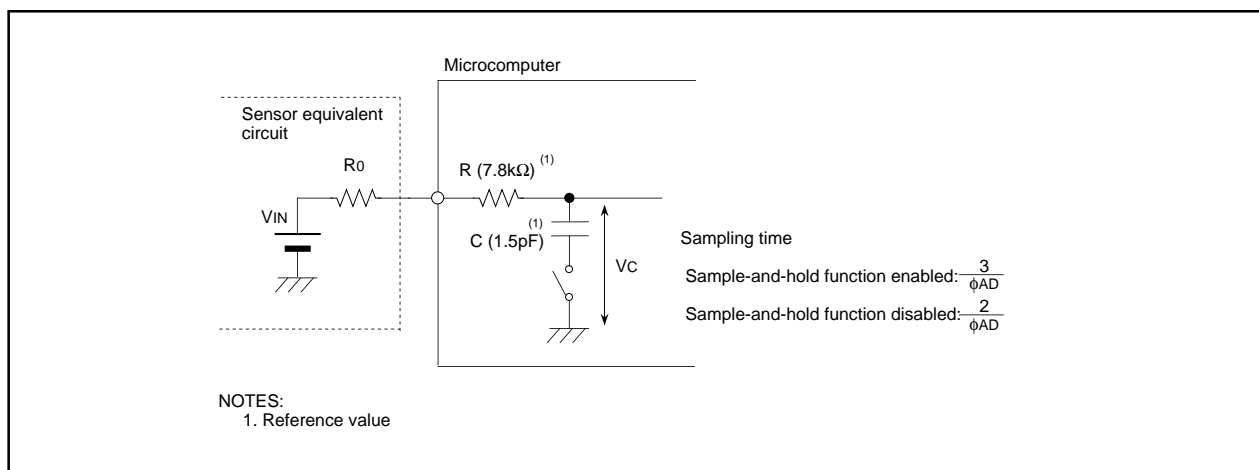 Microcomputer
Sensor equivalent
circuit
R0
R (7.8kΩ) (1)
VIN
(1)
C (1.5pF)
VC
Sampling time
Sample-and-hold function enabled: 3/ϕAD
Sample-and-hold function disabled: 2/ϕAD
NOTES:
1. Reference value